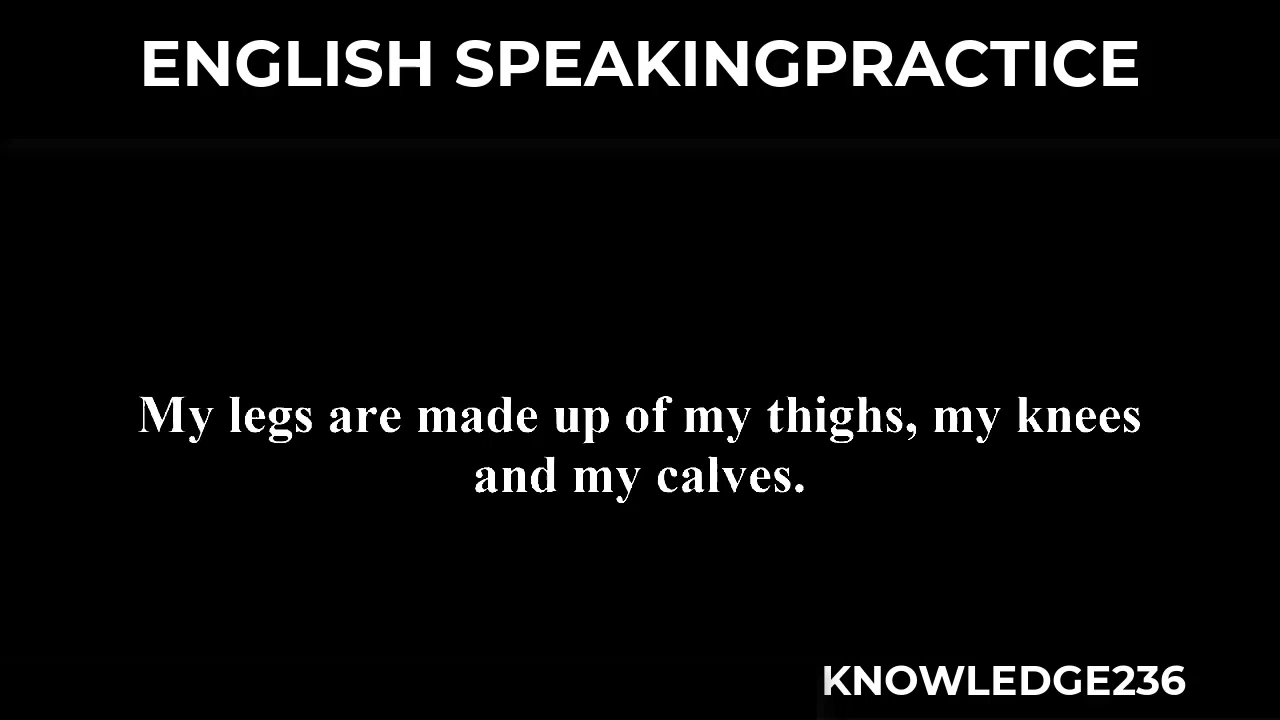 ENGLISH SPEAKINGPRACTICE
My legs are made up of my thighs, my knees
and my calves.
KNOWLEDGE236